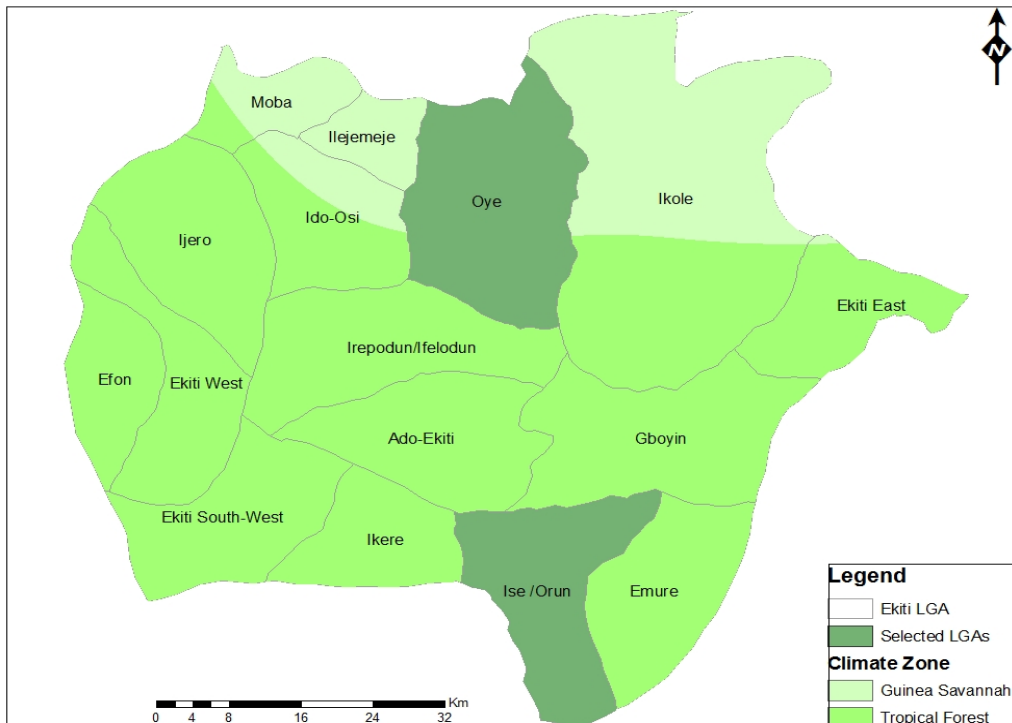 N
Moba
Ilejemeje
Oye
Ikole
Ido-Osi
Ijero
Ekiti East
Irepodun/Ifelodun
Efon
Ekiti West
Ado-Ekiti
Gboyin
Ekiti South-West
Ikere
Ise /Orun
Emure
Legend
Ekiti LGA
Selected LGAs
Climate Zone
Guinea Savannah
Tropical Forest
Km
0 4 8 16 24 32